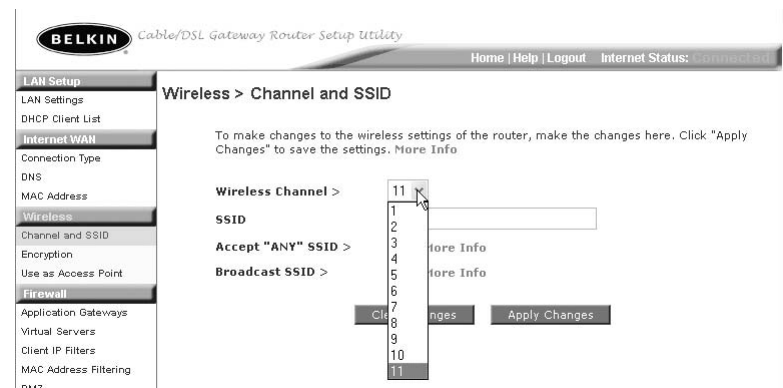 BELKIN Cable/DSL Gateway Router Setup Utility
Home | Help | Logout Internet Status: Connected
LAN Setup
LAN Settings
DHCP Client List
Internet WAN
Connection Type
DNS
MAC Address
Wireless
Channel and SSID
Encryption
Use as Access Point
Firewall
Application Gateways
Virtual Servers
Client IP Filters
MAC Address Filtering
DMZ
Wireless > Channel and SSID
To make changes to the wireless settings of the router, make the changes here. Click "Apply
Changes" to save the settings. More Info
Wireless Channel > 11
SSID
Accept "ANY" SSID > More Info
Broadcast SSID > More Info
1
2
3
4
5
6
7
8
9
10
11
Apply Changes